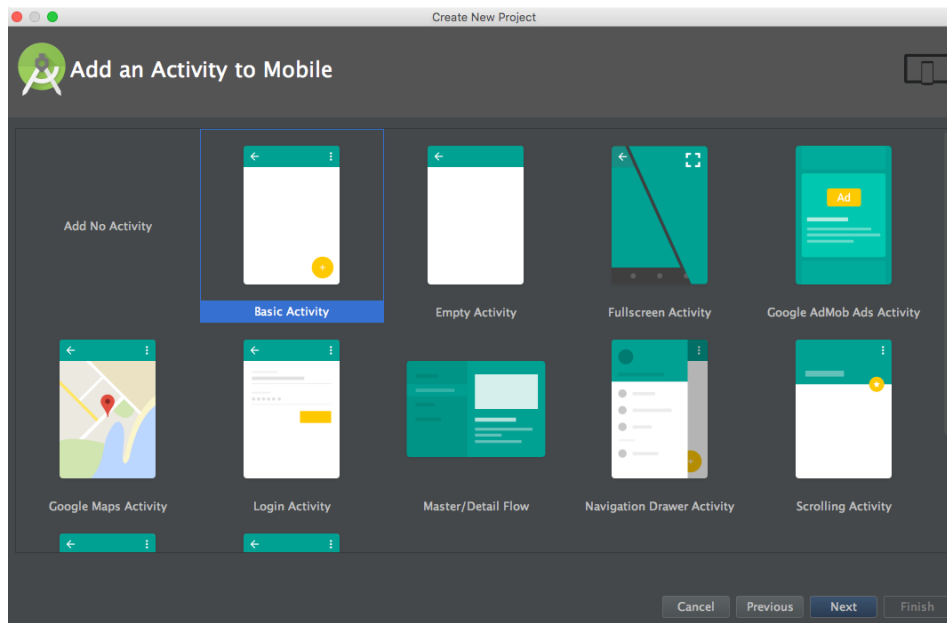 Create New Project
Add an Activity to Mobile
Add No Activity
Ad
Basic Activity
Empty Activity
Fullscreen Activity
Google AdMob Ads Activity
Google Maps Activity
Login Activity
Master/Detail Flow
Navigation Drawer Activity
Scrolling Activity
Cancel
Previous
Next
Finish